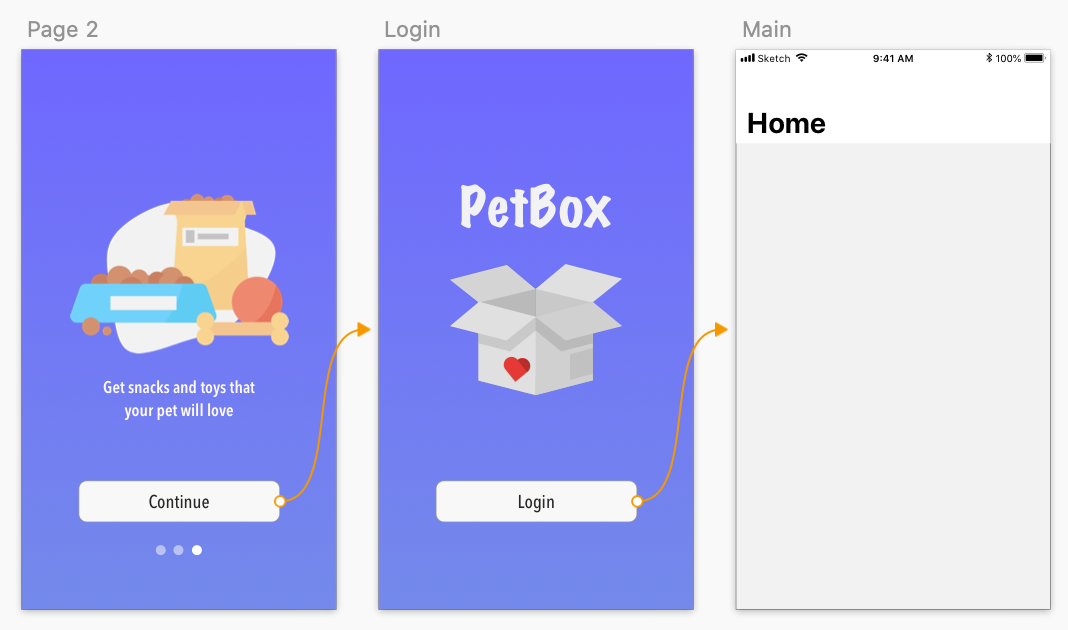 Page 2
Login
Main
Sketch
9:41 AM
100%
Home
PetBox
Get snacks and toys that
your pet will love
Continue
Login